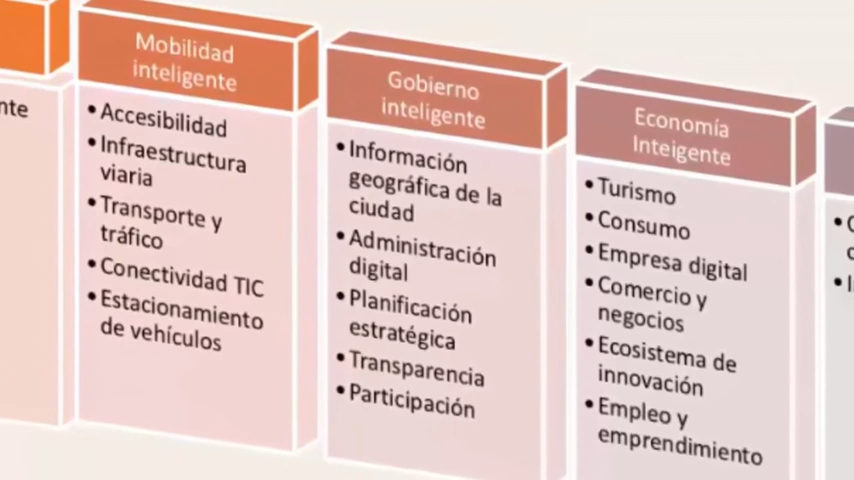 Mobilidad
inteligente
• Accesibilidad
• Infraestructura
viaria
• Transporte y
tráfico
• Conectividad TIC
• Estacionamiento
de vehículos
Gobierno
inteligente
• Información
geográfica de la
ciudad
• Administración
digital
• Planificación
estratégica
• Transparencia
• Participación
Economía
Inteigente
• Turismo
• Consumo
• Empresa digital
• Comercio y
negocios
• Ecosistema de
innovación
• Empleo y
emprendimiento